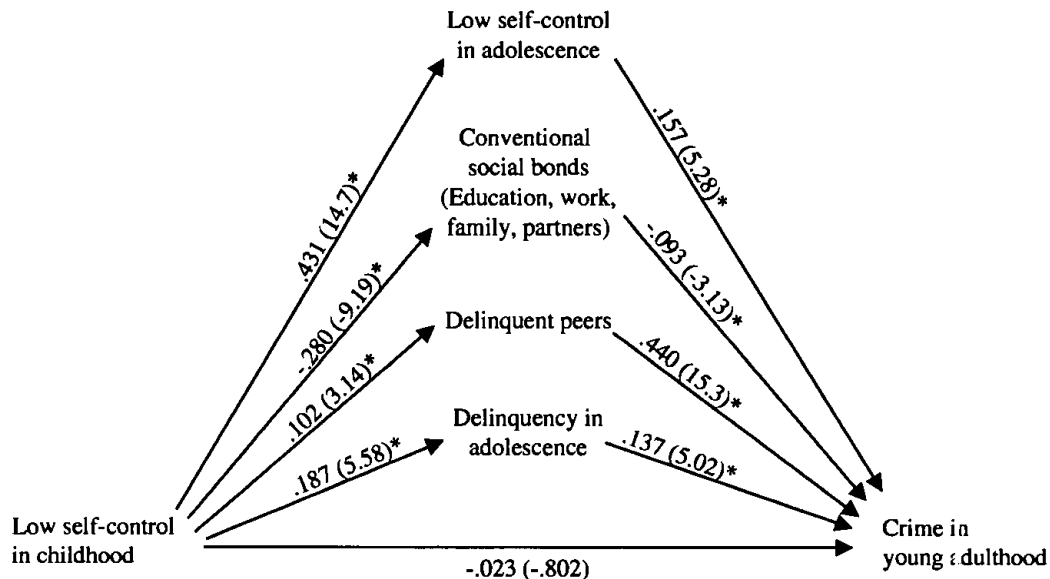 Low self-control
in adolescence
.431 (14.7)*
.157 (5.28)*
Conventional
social bonds
(Education, work,
family, partners)
-.280 (-9.19)*
-.093 (-3.13)*
Delinquent peers
.102 (3.14)*
.440 (15.3)*
Delinquency in
adolescence
.187 (5.58)*
.137 (5.02)*
Low self-control
in childhood
Crime in
young adulthood
-.023 (-.802)